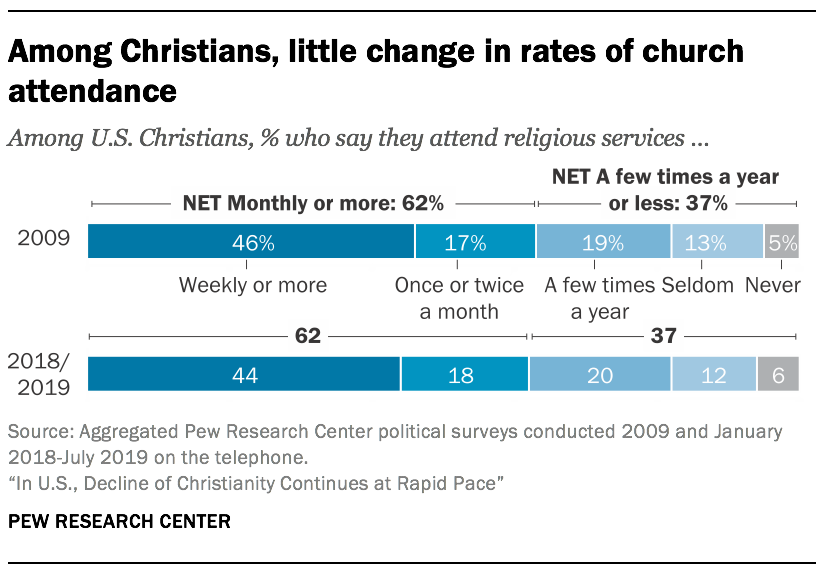 Among Christians, little change in rates of church
attendance
Among U.S. Christians, % who say they attend religious services ...
NET Monthly or more: 62%
NET A few times a year
or less: 37%
2009
46%
17%
19%
13%
5%
Weekly or more
Once or twice
a month
A few times
a year
Seldom
Never
62
37
2018/
2019
44
18
20
12
6
Source: Aggregated Pew Research Center political surveys conducted 2009 and January
2018-July 2019 on the telephone.
“In U.S., Decline of Christianity Continues at Rapid Pace”
PEW RESEARCH CENTER